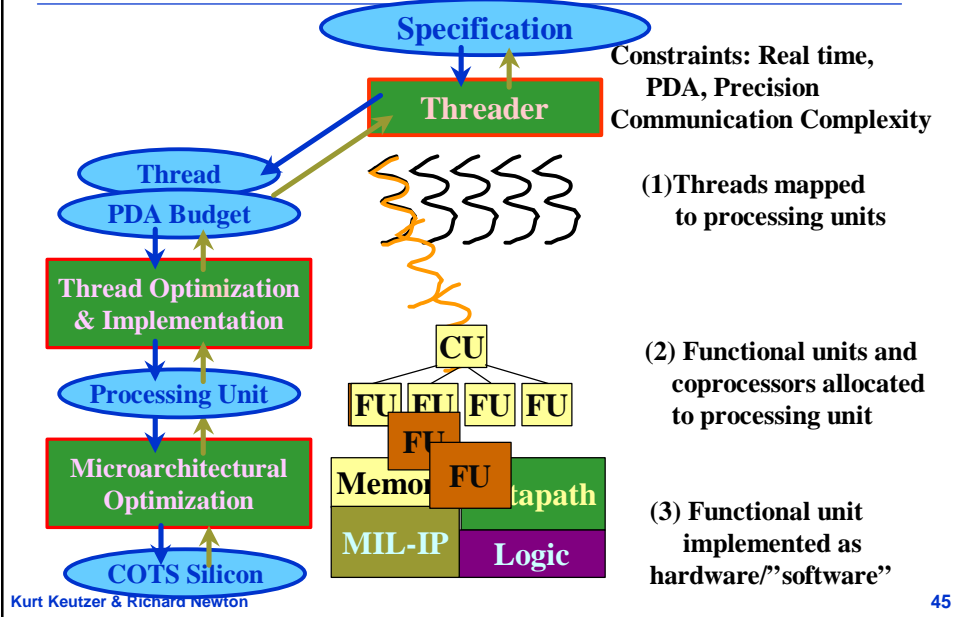 Specification
Constraints: Real time,
PDA, Precision
Communication Complexity
Threader
Thread
PDA Budget
(1)Threads mapped
to processing units
Thread Optimization
& Implementation
CU
(2) Functional units and
coprocessors allocated
to processing unit
Processing Unit
FU FU FU FU
FU
FU
Microarchitectural
Optimization
Memor
tapath
MIL-IP
Logic
(3) Functional unit
implemented as
hardware/”software”
COTS Silicon
Kurt Keutzer & Richard Newton
45